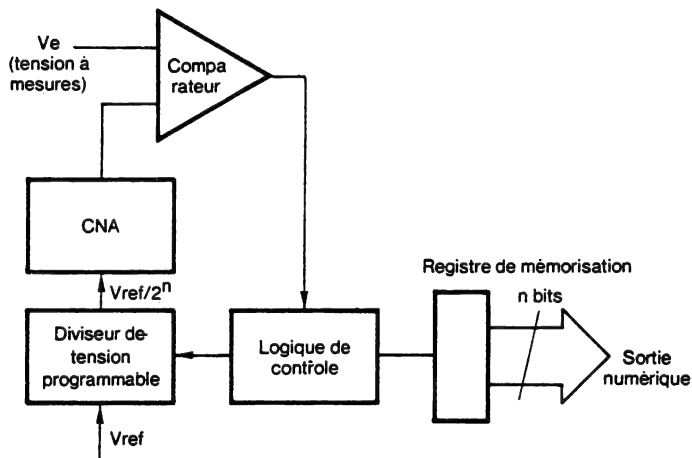 Ve
(tension à
mesures)
Compa
rateur
CNA
Vref/2ⁿ
Diviseur de-
tension
programmable
Vref
Logique de
contrôle
Registre de mémorisation
n bits
Sortie
numérique